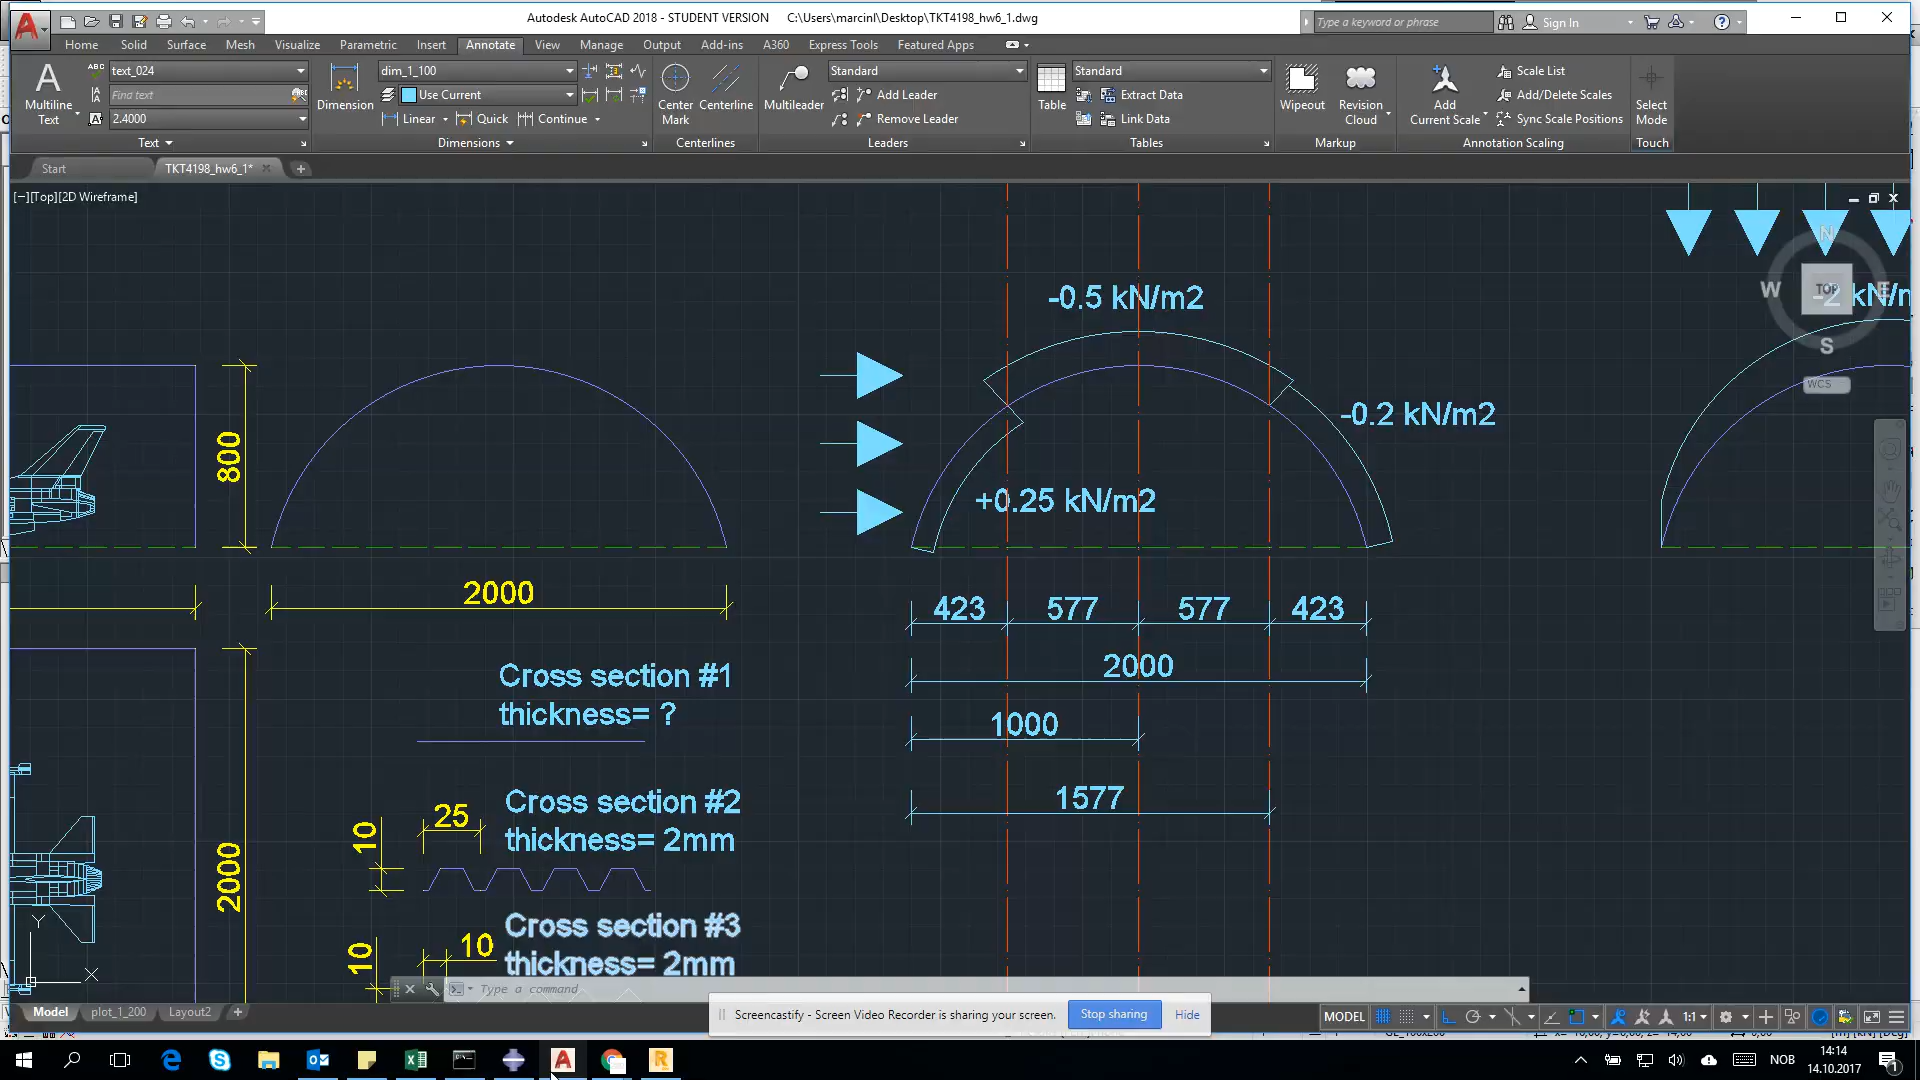 Autodesk AutoCAD 2018 - STUDENT VERSION C:\Users\marcinl\Desktop\TKT4198_hw6_1.dwg
Type a keyword or phrase
Sign In
Home Solid Surface Mesh Visualize Parametric Insert Annotate View Manage Output Add-ins A360 Express Tools Featured Apps
A
Multiline
Text
ABC
text_024
Find text
2.4000
Text
Dimension
dim_1_100
Use Current
Linear Quick Continue
Dimensions
Center
Mark
Centerline
Centerlines
Multileader
Standard
Add Leader
Remove Leader
Leaders
Table
Standard
Extract Data
Link Data
Tables
Wipeout
Revision
Cloud
Markup
Add
Current Scale
Scale List
Add/Delete Scales
Sync Scale Positions
Annotation Scaling
Select
Mode
Touch
Start
TKT4198_hw6_1*
[−][Top][2D Wireframe]
N
W
TOP
E
S
WCS
-0.5 kN/m2
-0.2 kN/m2
+0.25 kN/m2
800
2000
423 577 577 423
2000
1000
1577
Cross section #1
thickness= ?
25
10
Cross section #2
thickness= 2mm
2000
10
10
Cross section #3
thickness= 2mm
Y
X
Type a command
Model plot_1_200 Layout2
Screencastify - Screen Video Recorder is sharing your screen.
Stop sharing
Hide
MODEL
1:1
NOB
14:14
14.10.2017
1